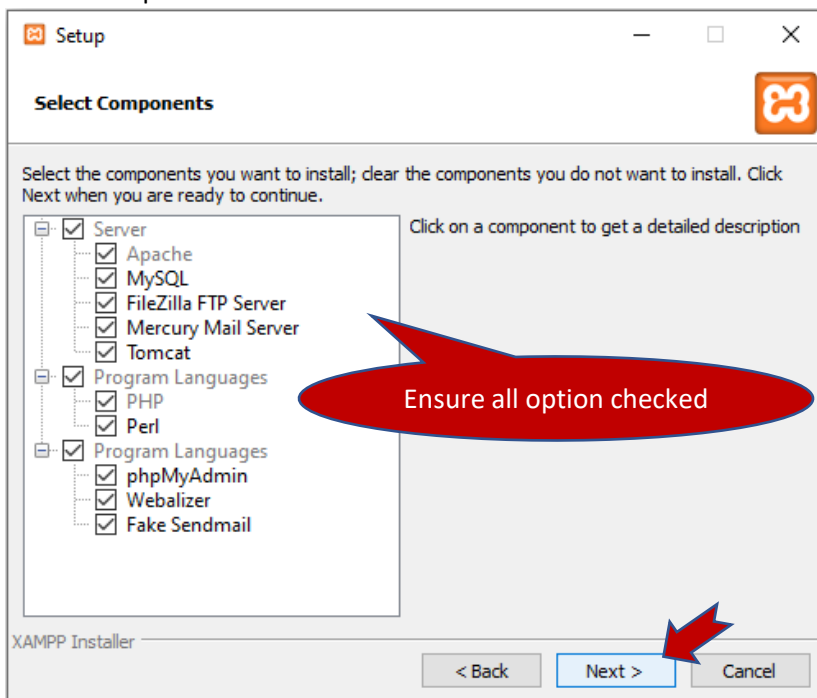 Setup
Select Components
Select the components you want to install; clear the components you do not want to install. Click
Next when you are ready to continue.
Server
Apache
MySQL
FileZilla FTP Server
Mercury Mail Server
Tomcat
Program Languages
PHP
Perl
Program Languages
phpMyAdmin
Webalizer
Fake Sendmail
Click on a component to get a detailed description
Ensure all option checked
XAMPP Installer
< Back
Next >
Cancel